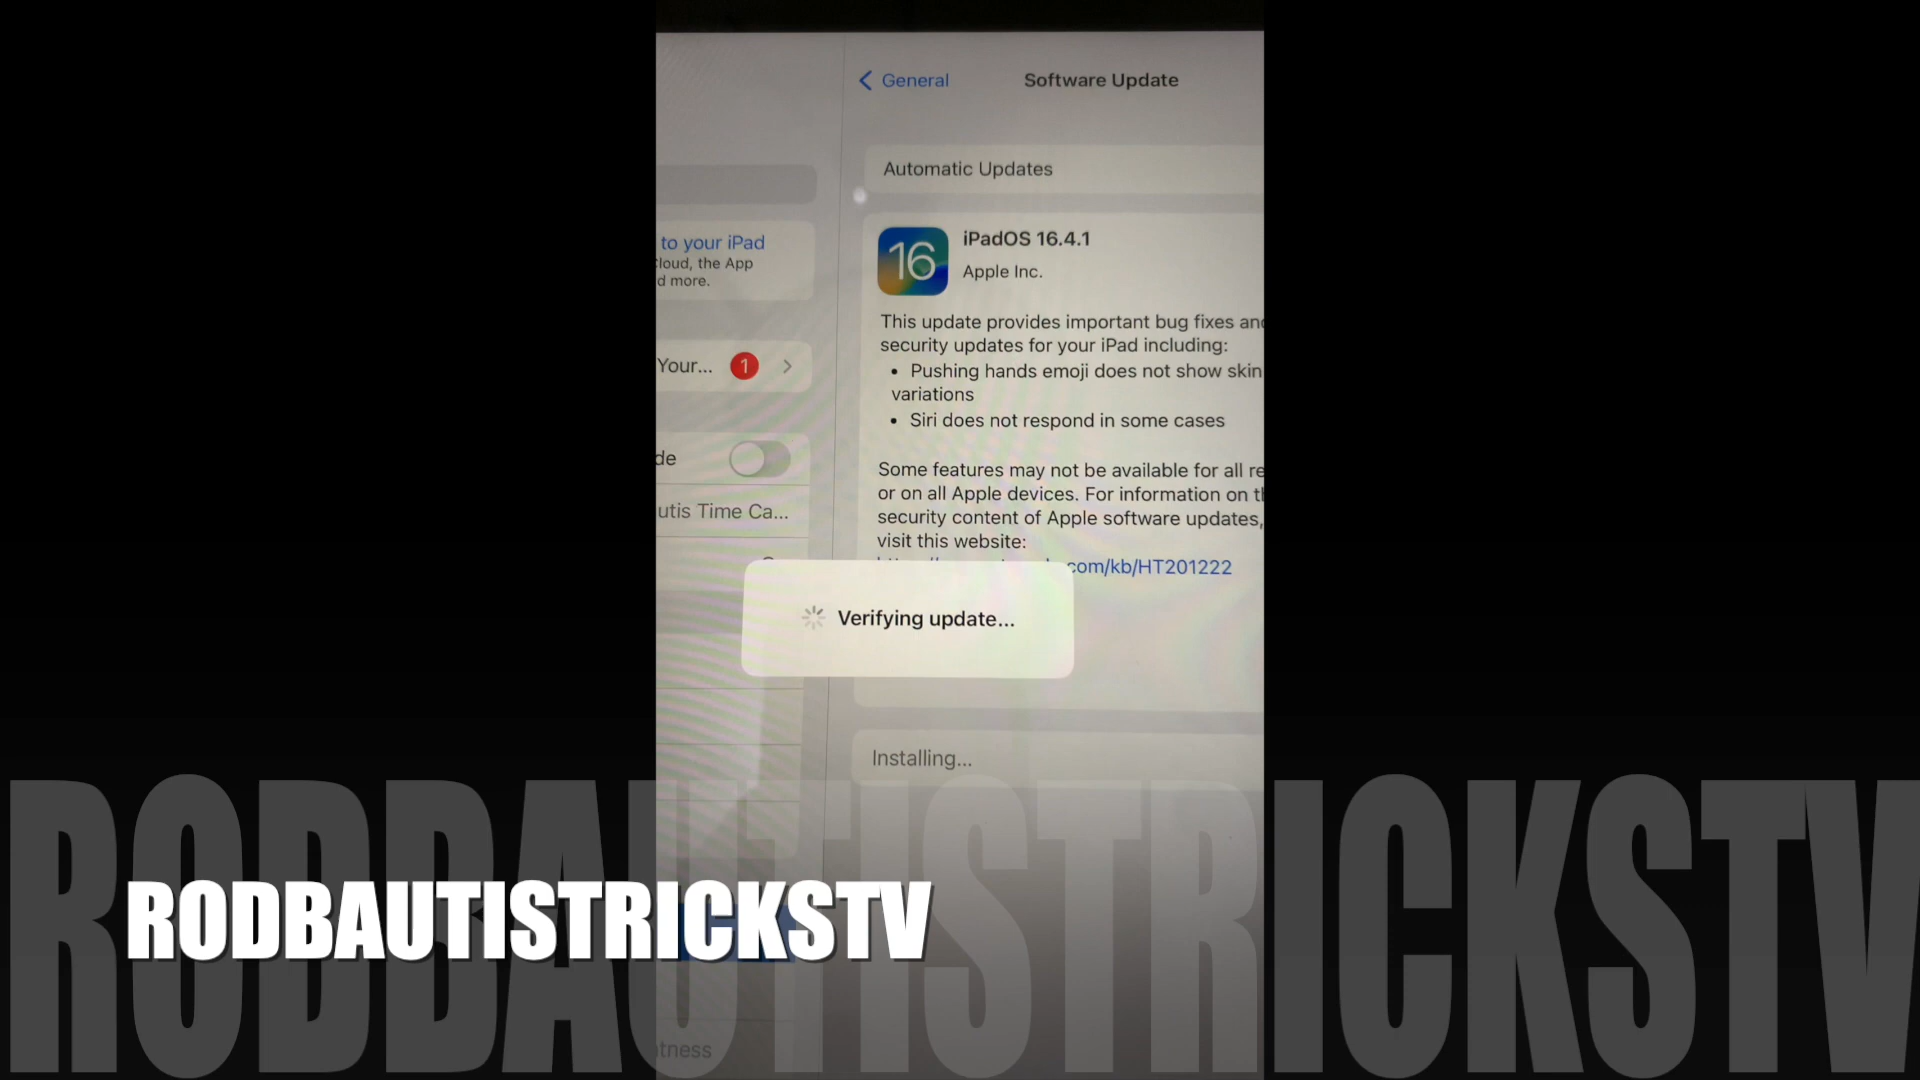 General
Software Update
Automatic Updates
to your iPad
loud, the App
d more.
16
iPadOS 16.4.1
Apple Inc.
This update provides important bug fixes and
security updates for your iPad including:
• Pushing hands emoji does not show skin
variations
• Siri does not respond in some cases
Your...
1
de
utis Time Ca...
Some features may not be available for all re
or on all Apple devices. For information on th
security content of Apple software updates,
visit this website:
com/kb/HT201222
Verifying update...
Installing...
RODBAUTISTRICKSTV
RODBAUTISTRICKSTV
tness